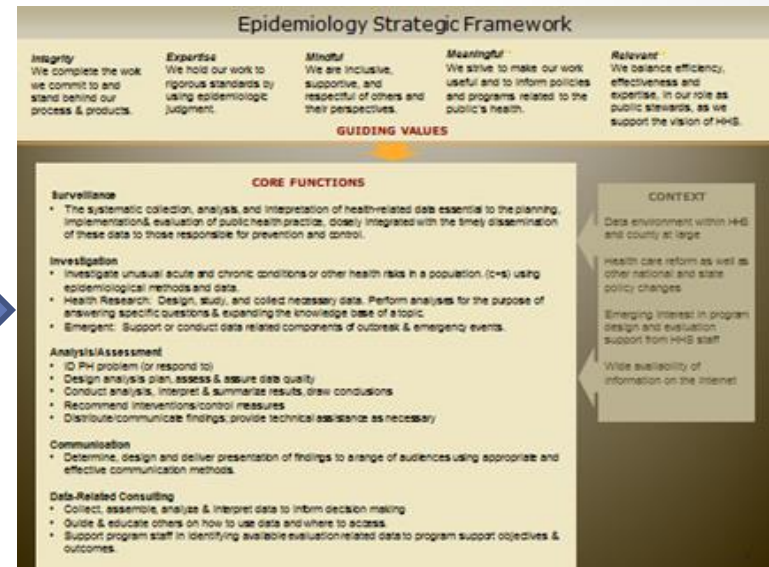 Epidemiology Strategic Framework
Integrity
We complete the wok
we commit to and
stand behind our
process & products.
Expertise
We hold our work to
rigorous standards by
using epidemiologic
judgment.
Mindful
We are inclusive,
supportive, and
respectful of others and
their perspectives.
Meaningful
We strive to make our work
useful and to inform policies
and programs related to the
public's health.
Relevant
We balance efficiency,
effectiveness and
expertise, in our role as
public stewards, as we
support the vision of HHS.
GUIDING VALUES
CORE FUNCTIONS
Surveillance
• The systematic collection, analysis, and interpretation of health-related data essential to the planning,
implementation& evaluation of public health practice, closely integrated with the timely dissemination
of these data to those responsible for prevention and control.
Investigation
• Investigate unusual acute and chronic conditions or other health risks in a population. (c+s) using
epidemiological methods and data.
• Health Research: Design, study, and collect necessary data. Perform analyses for the purpose of
answering specific questions & expanding the knowledge base of a topic.
• Emergent: Support or conduct data related components of outbreak & emergency events.
Analysis/Assessment
• ID PH problem (or respond to)
• Design analysis plan, assess & assure data quality
• Conduct analysis, interpret & summarize results, draw conclusions
• Recommend interventions/control measures
• Distribute/communicate findings, provide technical assistance as necessary
Communication
• Determine, design and deliver presentation of findings to a range of audiences using appropriate and
effective communication methods.
Data-Related Consulting
• Collect, assemble, analyze & interpret data to inform decision making
• Guide & educate others on how to use data and where to access.
• Support program staff in identifying available evaluation related data to program support objectives &
outcomes.
CONTEXT
Data environment within HHS
and county at large
Health care reform as well as
other national and state
policy changes
Emerging interest in program
design and evaluation
support from HHS staff
Wide availability of
information on the Internet